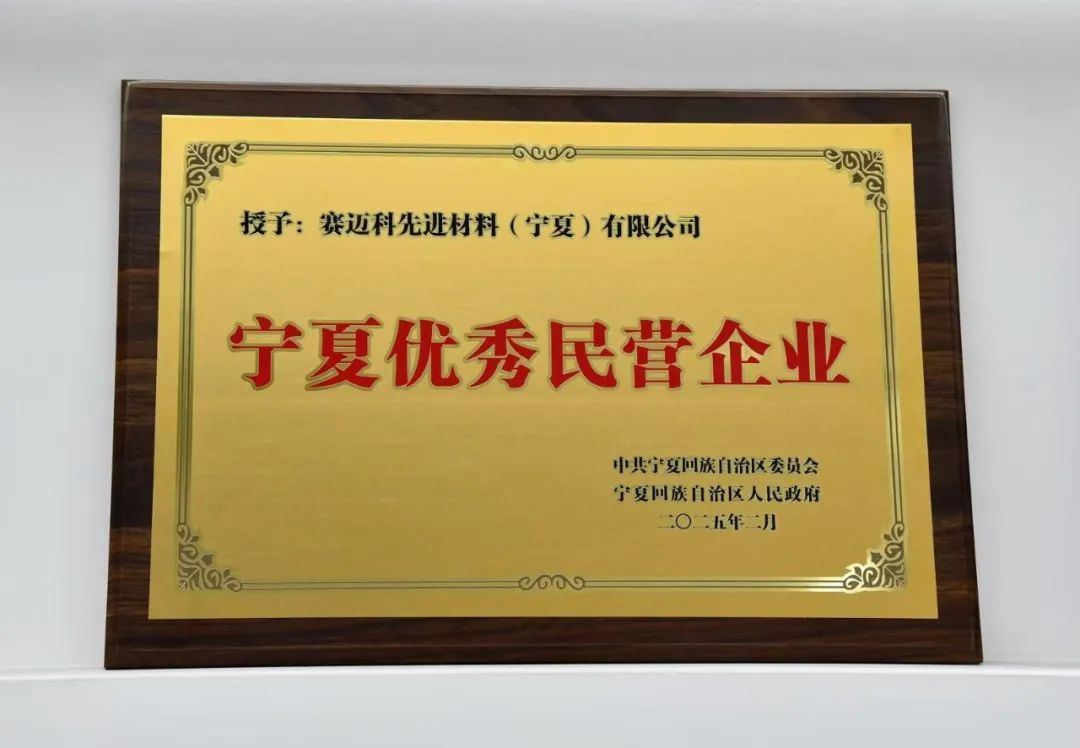 授予：赛迈科先进材料（宁夏）有限公司
宁夏优秀民营企业
中共宁夏回族自治区委员会
宁夏回族自治区人民政府
二〇二五年二月